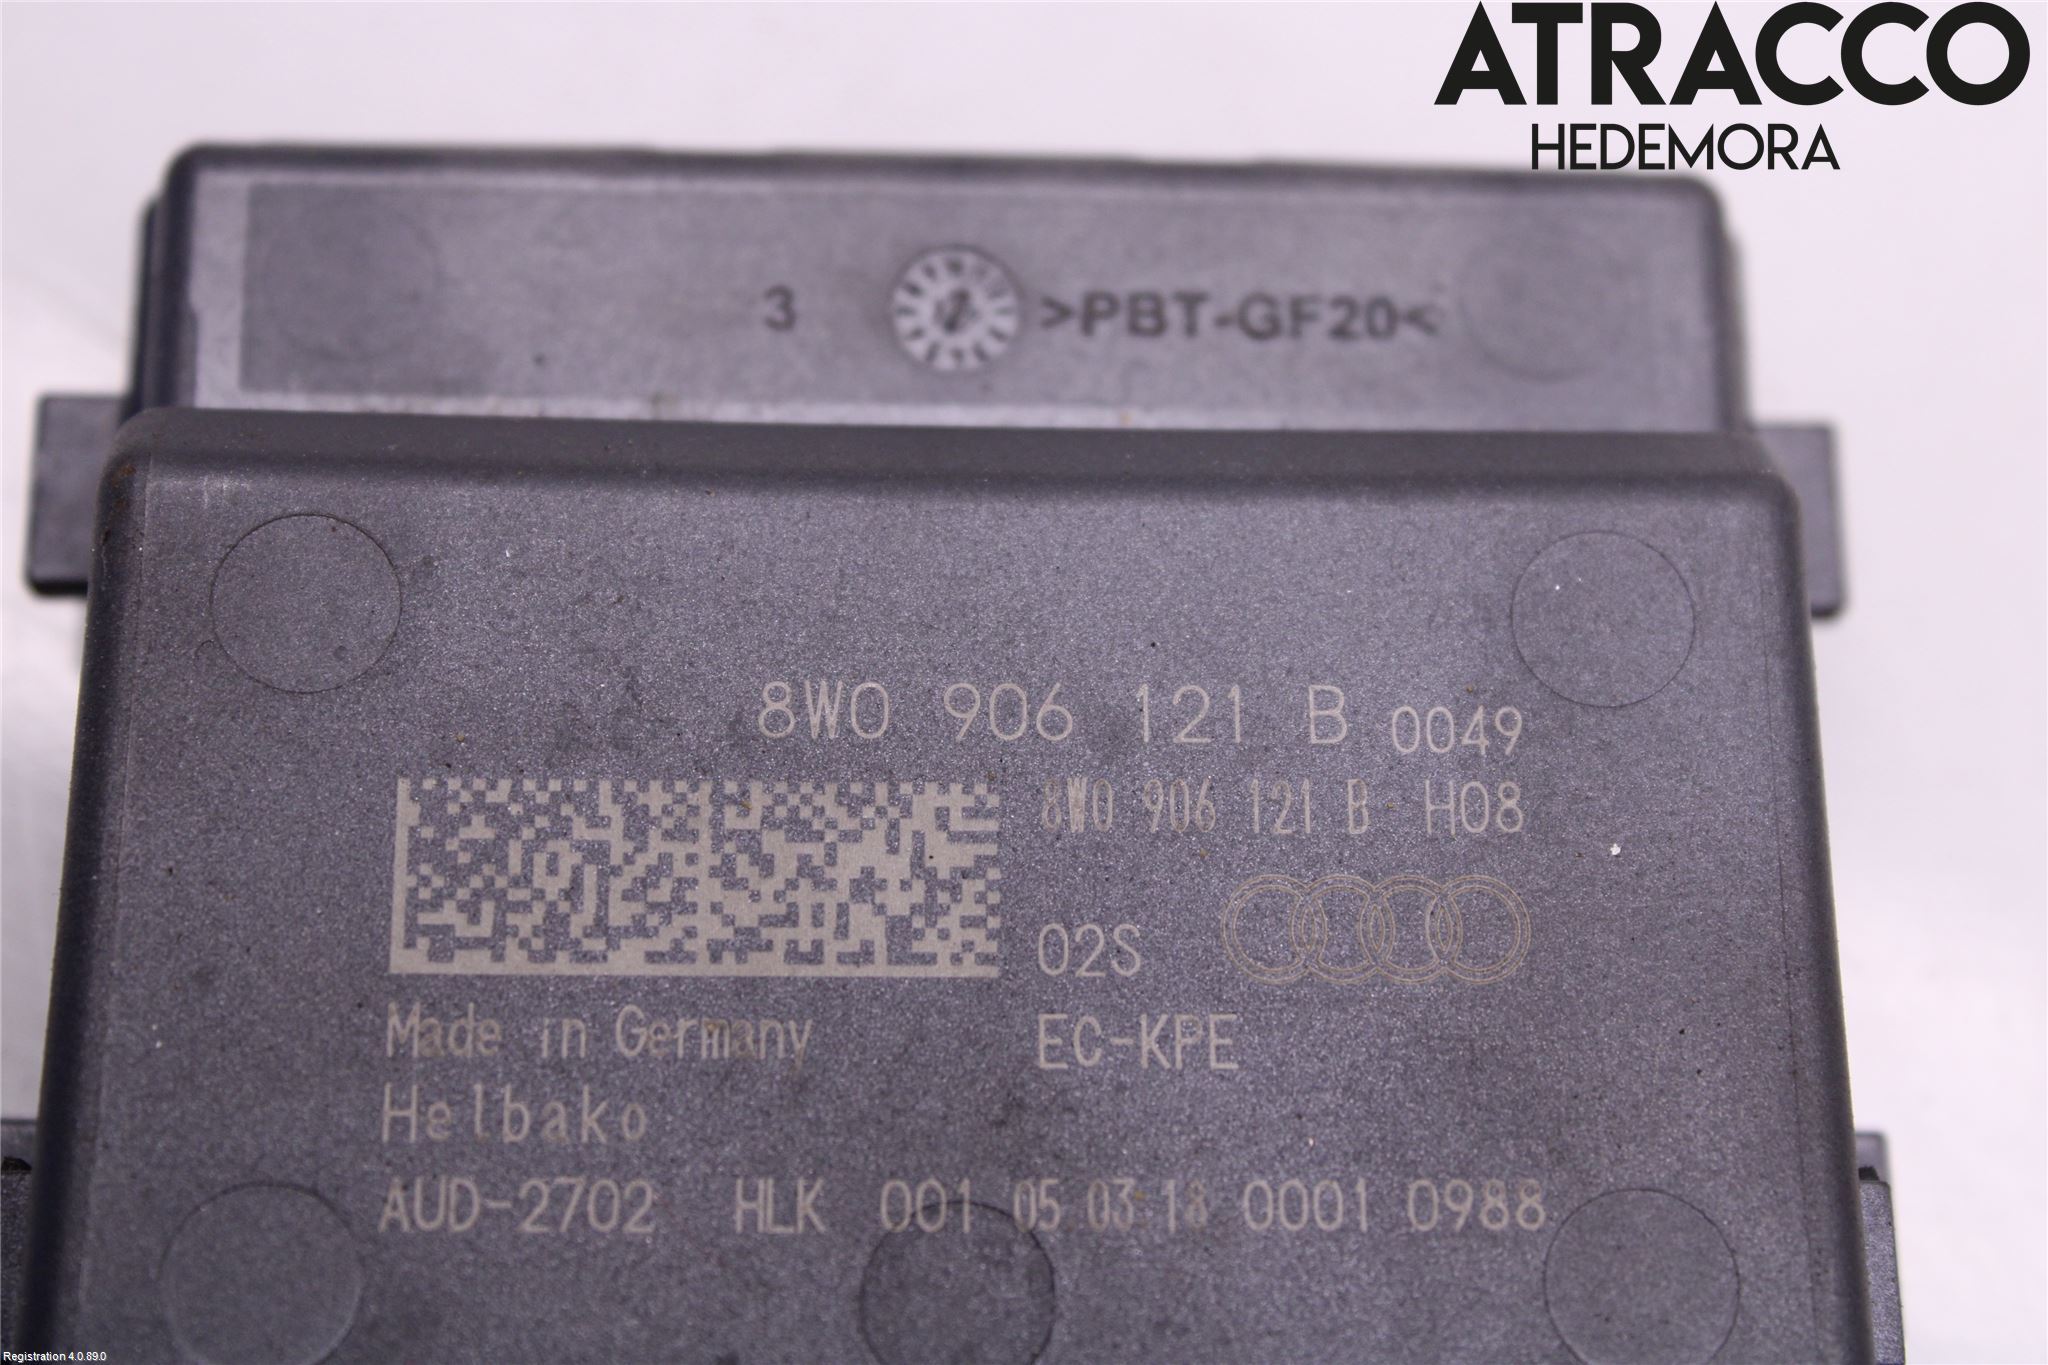 ATRACCO
HEDEMORA
3 >PBT-GF20<
8W0 906 121 B 0049
8W0 906 121 B H08
02S
EC-KPE
Made in Germany
Helbako
AUD-2702 HLK 001 05.03.18 0001 0988
Registration 4.0.89.0